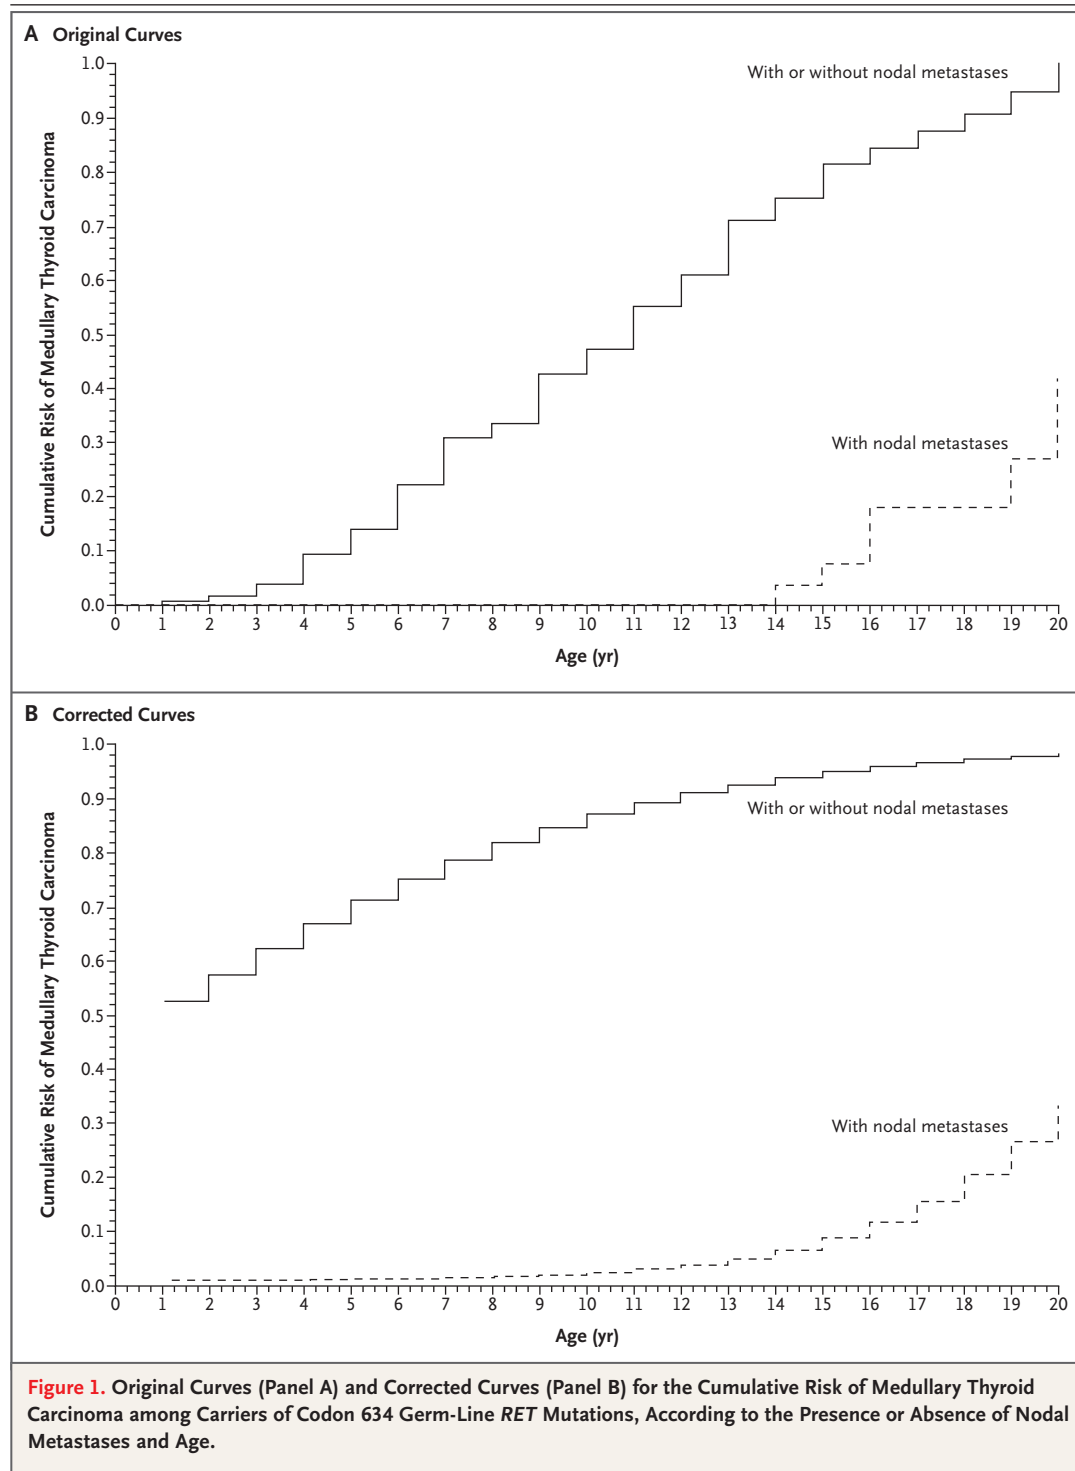 A Original Curves
Cumulative Risk of Medullary Thyroid Carcinoma
1.0
0.9
0.8
0.7
0.6
0.5
0.4
0.3
0.2
0.1
0.0
With or without nodal metastases
With nodal metastases
0 1 2 3 4 5 6 7 8 9 10 11 12 13 14 15 16 17 18 19 20
Age (yr)
B Corrected Curves
Cumulative Risk of Medullary Thyroid Carcinoma
1.0
0.9
0.8
0.7
0.6
0.5
0.4
0.3
0.2
0.1
0.0
With or without nodal metastases
With nodal metastases
0 1 2 3 4 5 6 7 8 9 10 11 12 13 14 15 16 17 18 19 20
Age (yr)
Figure 1. Original Curves (Panel A) and Corrected Curves (Panel B) for the Cumulative Risk of Medullary Thyroid
Carcinoma among Carriers of Codon 634 Germ-Line RET Mutations, According to the Presence or Absence of Nodal
Metastases and Age.